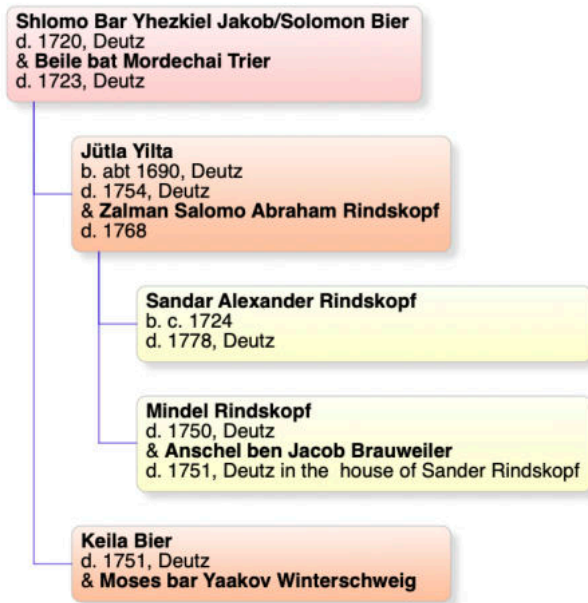 Shlomo Bar Yhezkiel Jakob/Solomon Bier
d. 1720, Deutz
& Beile bat Mordechai Trier
d. 1723, Deutz
Jütla Yilta
b. abt 1690, Deutz
d. 1754, Deutz
& Zalman Salomo Abraham Rindskopf
d. 1768
Sandar Alexander Rindskopf
b. c. 1724
d. 1778, Deutz
Mindel Rindskopf
d. 1750, Deutz
& Anschel ben Jacob Brauweiler
d. 1751, Deutz in the house of Sander Rindskopf
Keila Bier
d. 1751, Deutz
& Moses bar Yaakov Winterschweig